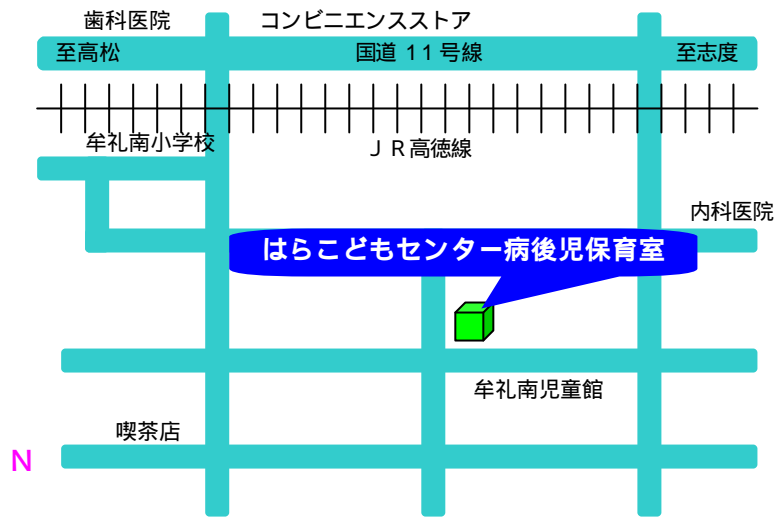 歯科医院
コンビニエンスストア
至高松
国道 11号線
至志度
牟礼南小学校
JR高徳線
内科医院
はらこどもセンター病後児保育室
牟礼南児童館
喫茶店
N